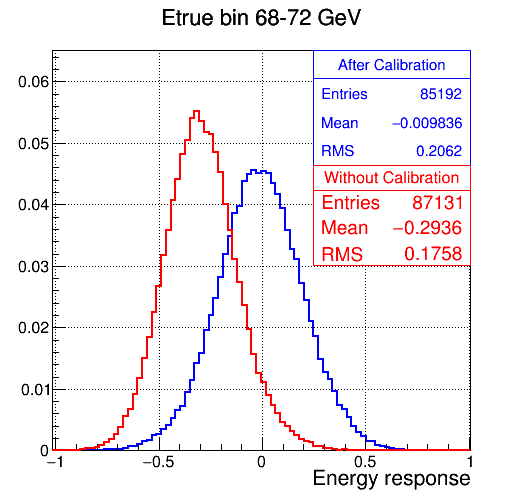 Etrue bin 68-72 GeV
After Calibration
Entries 85192
Mean −0.009836
RMS 0.2062
Without Calibration
Entries 87131
Mean −0.2936
RMS 0.1758
0.06
0.05
0.04
0.03
0.02
0.01
0
−1 −0.5 0 0.5 1
Energy response